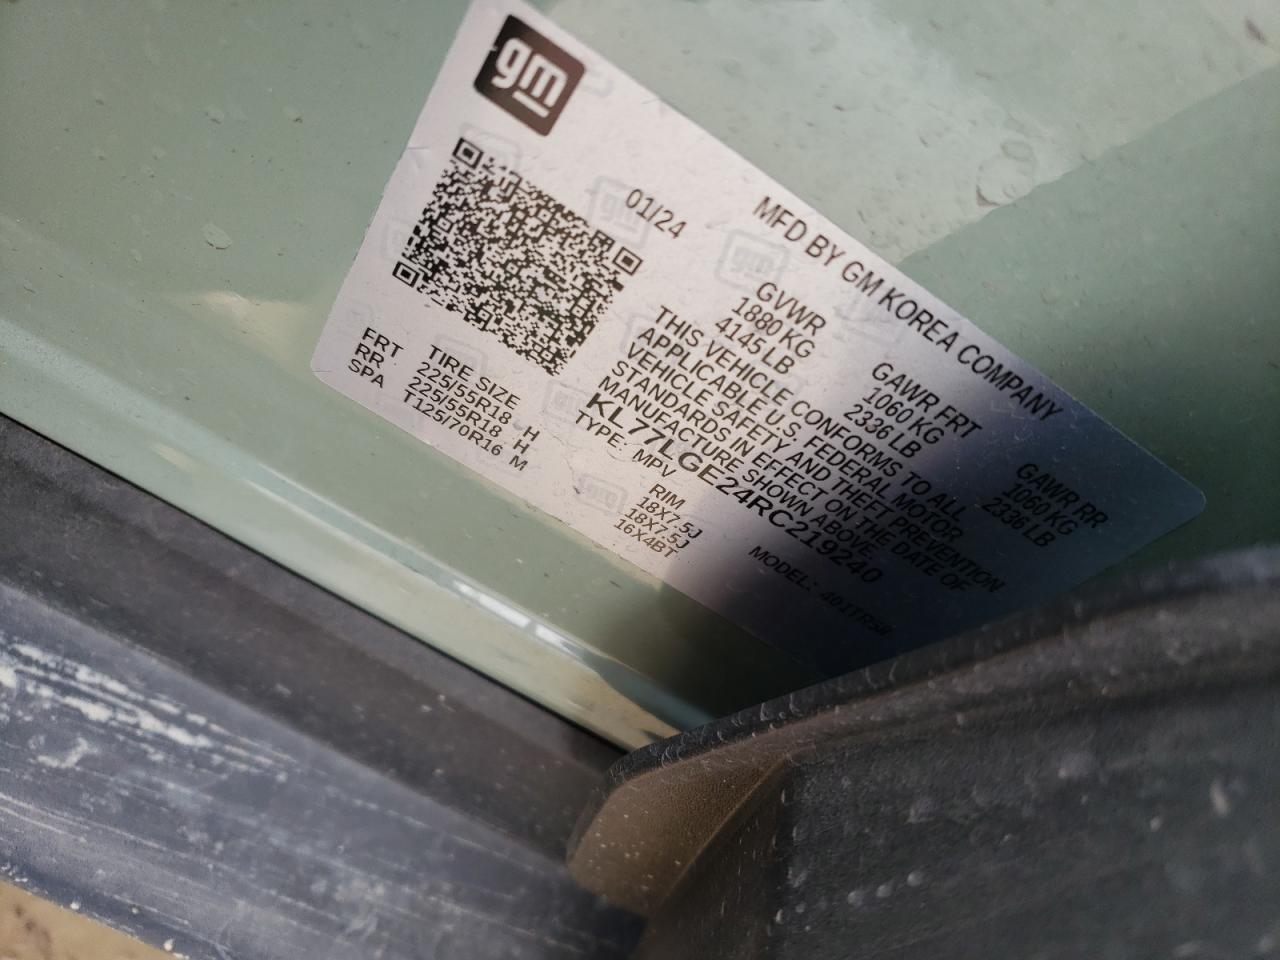 gm
01/24
MFD BY GM KOREA COMPANY
GVWR GAWR FRT GAWR RR
1880 KG 1060 KG 1060 KG
4145 LB 2336 LB 2336 LB
THIS VEHICLE CONFORMS TO ALL
APPLICABLE U.S. FEDERAL MOTOR
VEHICLE SAFETY AND THEFT PREVENTION
STANDARDS IN EFFECT ON THE DATE OF
MANUFACTURE SHOWN ABOVE.
KL77LGE24RC219240
TYPE: MPV MODEL: 4017R58
TIRE SIZE RIM
FRT 225/55R18 H 18X7.5J
RR 225/55R18 H 18X7.5J
SPA T125/70R16 M 16X4BT